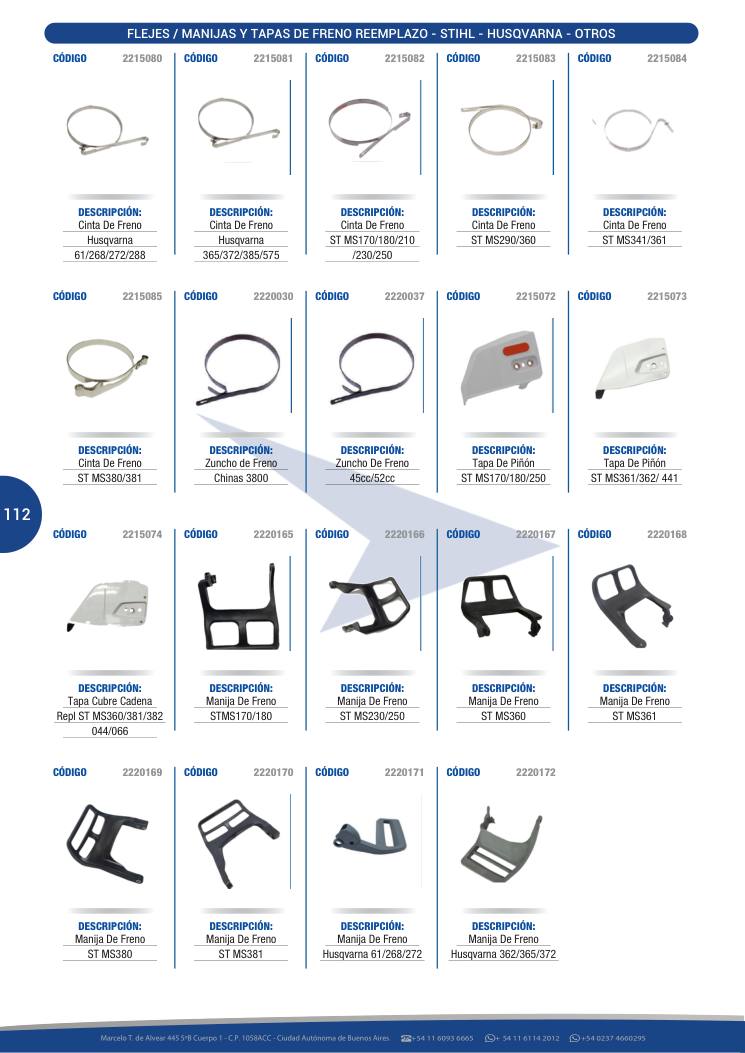 FLEJES / MANIJAS Y TAPAS DE FRENO REEMPLAZO - STIHL - HUSQVARNA - OTROS
CÓDIGO 2215080
DESCRIPCIÓN:
Cinta De Freno
Husqvarna
61/268/272/288
CÓDIGO 2215081
DESCRIPCIÓN:
Cinta De Freno
Husqvarna
365/372/385/575
CÓDIGO 2215082
DESCRIPCIÓN:
Cinta De Freno
ST MS170/180/210
/230/250
CÓDIGO 2215083
DESCRIPCIÓN:
Cinta De Freno
ST MS290/360
CÓDIGO 2215084
DESCRIPCIÓN:
Cinta De Freno
ST MS341/361
CÓDIGO 2215085
DESCRIPCIÓN:
Cinta De Freno
ST MS380/381
CÓDIGO 2220030
DESCRIPCIÓN:
Zuncho de Freno
Chinas 3800
CÓDIGO 2220037
DESCRIPCIÓN:
Zuncho De Freno
45cc/52cc
CÓDIGO 2215072
DESCRIPCIÓN:
Tapa De Piñón
ST MS170/180/250
CÓDIGO 2215073
DESCRIPCIÓN:
Tapa De Piñón
ST MS361/362/ 441
112
CÓDIGO 2215074
DESCRIPCIÓN:
Tapa Cubre Cadena
Repl ST MS360/381/382
044/066
CÓDIGO 2220165
DESCRIPCIÓN:
Manija De Freno
STMS170/180
CÓDIGO 2220166
DESCRIPCIÓN:
Manija De Freno
ST MS230/250
CÓDIGO 2220167
DESCRIPCIÓN:
Manija De Freno
ST MS360
CÓDIGO 2220168
DESCRIPCIÓN:
Manija De Freno
ST MS361
CÓDIGO 2220169
DESCRIPCIÓN:
Manija De Freno
ST MS380
CÓDIGO 2220170
DESCRIPCIÓN:
Manija De Freno
ST MS381
CÓDIGO 2220171
DESCRIPCIÓN:
Manija De Freno
Husqvarna 61/268/272
CÓDIGO 2220172
DESCRIPCIÓN:
Manija De Freno
Husqvarna 362/365/372
Marcelo T. de Alvear 445 5ºB Cuerpo 1 - C.P. 1058ACC - Ciudad Autónoma de Buenos Aires +54 11 6093 6665 + 54 11 6114 2012 +54 0237 4660295